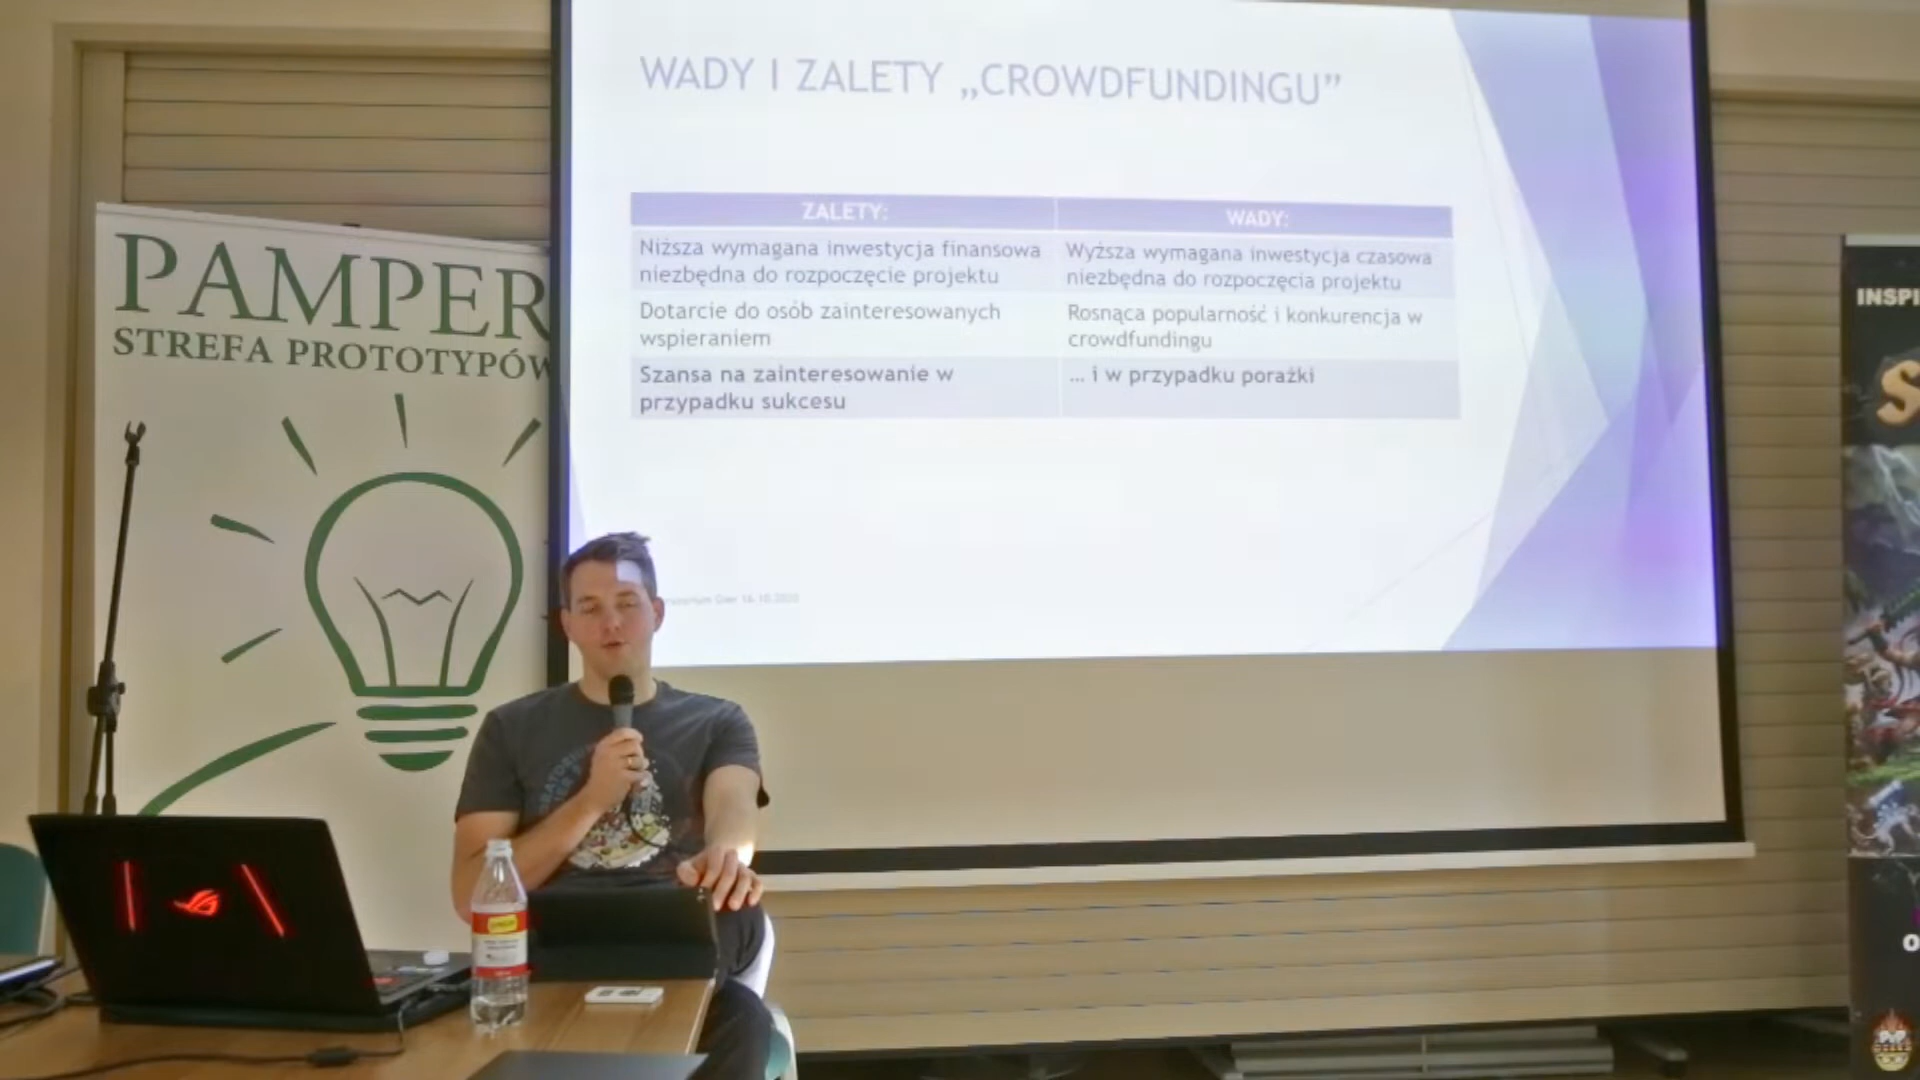 WADY I ZALETY „CROWDFUNDINGU”
ZALETY:
WADY:
Niższa wymagana inwestycja finansowa
niezbędna do rozpoczęcie projektu
Wyższa wymagana inwestycja czasowa
niezbędna do rozpoczęcia projektu
Dotarcie do osób zainteresowanych
wspieraniem
Rosnąca popularność i konkurencja w
crowdfundingu
Szansa na zainteresowanie w
przypadku sukcesu
... i w przypadku porażki
PAMPER
STREFA PROTOTYPÓW
INSPI
S
O